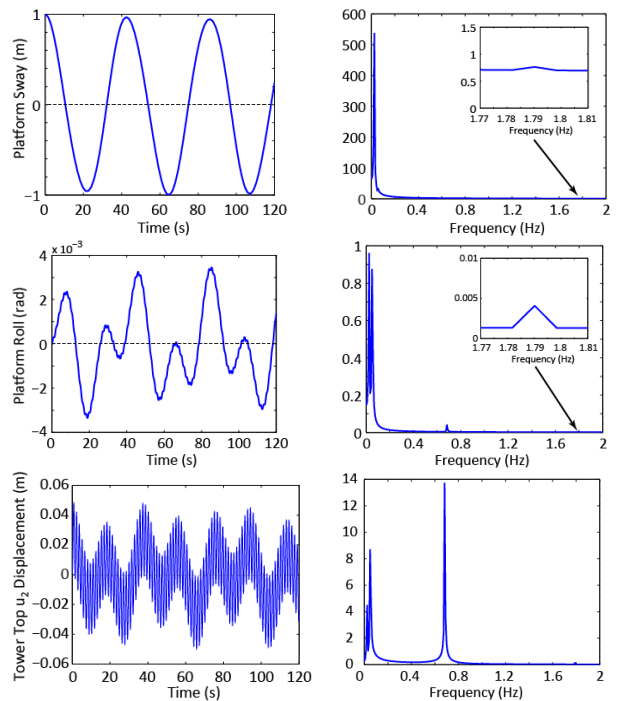 Platform Sway (m)
1
0
−1
0 20 40 60 80 100 120
Time (s)
600
500
400
300
200
100
0
0 0.4 0.8 1.2 1.6 2
Frequency (Hz)
1.5
1
0.5
0
1.77 1.78 1.79 1.8 1.81
Frequency (Hz)
Platform Roll (rad)
x 10⁻³
4
2
0
−2
−4
0 20 40 60 80 100 120
Time (s)
1
0.8
0.6
0.4
0.2
0
0 0.4 0.8 1.2 1.6 2
Frequency (Hz)
0.01
0.005
0
1.77 1.78 1.79 1.8 1.81
Frequency (Hz)
Tower Top u₂ Displacement (m)
0.06
0.04
0.02
0
−0.02
−0.04
−0.06
0 20 40 60 80 100 120
Time (s)
14
12
10
8
6
4
2
0
0 0.4 0.8 1.2 1.6 2
Frequency (Hz)